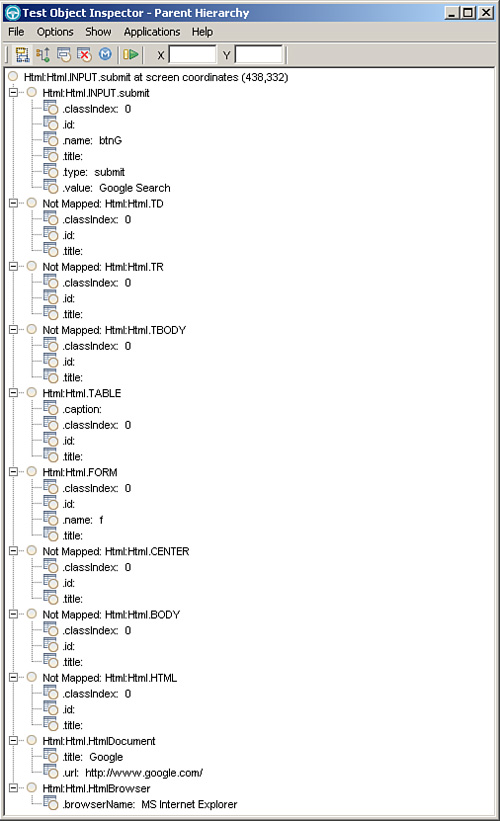 Test Object Inspector - Parent Hierarchy
File Options Show Applications Help
X Y
Html:Html.INPUT.submit at screen coordinates (438,332)
Html:Html.INPUT.submit
.classIndex: 0
.id:
.name: btnG
.title:
.type: submit
.value: Google Search
Not Mapped: Html:Html.TD
.classIndex: 0
.id:
.title:
Not Mapped: Html:Html.TR
.classIndex: 0
.id:
.title:
Not Mapped: Html:Html.TBODY
.classIndex: 0
.id:
.title:
Html:Html.TABLE
.caption:
.classIndex: 0
.id:
.title:
Html:Html.FORM
.classIndex: 0
.id:
.name: f
.title:
Not Mapped: Html:Html.CENTER
.classIndex: 0
.id:
.title:
Not Mapped: Html:Html.BODY
.classIndex: 0
.id:
.title:
Not Mapped: Html:Html.HTML
.classIndex: 0
.id:
.title:
Html:Html.HtmlDocument
.title: Google
.url: http://www.google.com/
Html:Html.HtmlBrowser
.browserName: MS Internet Explorer